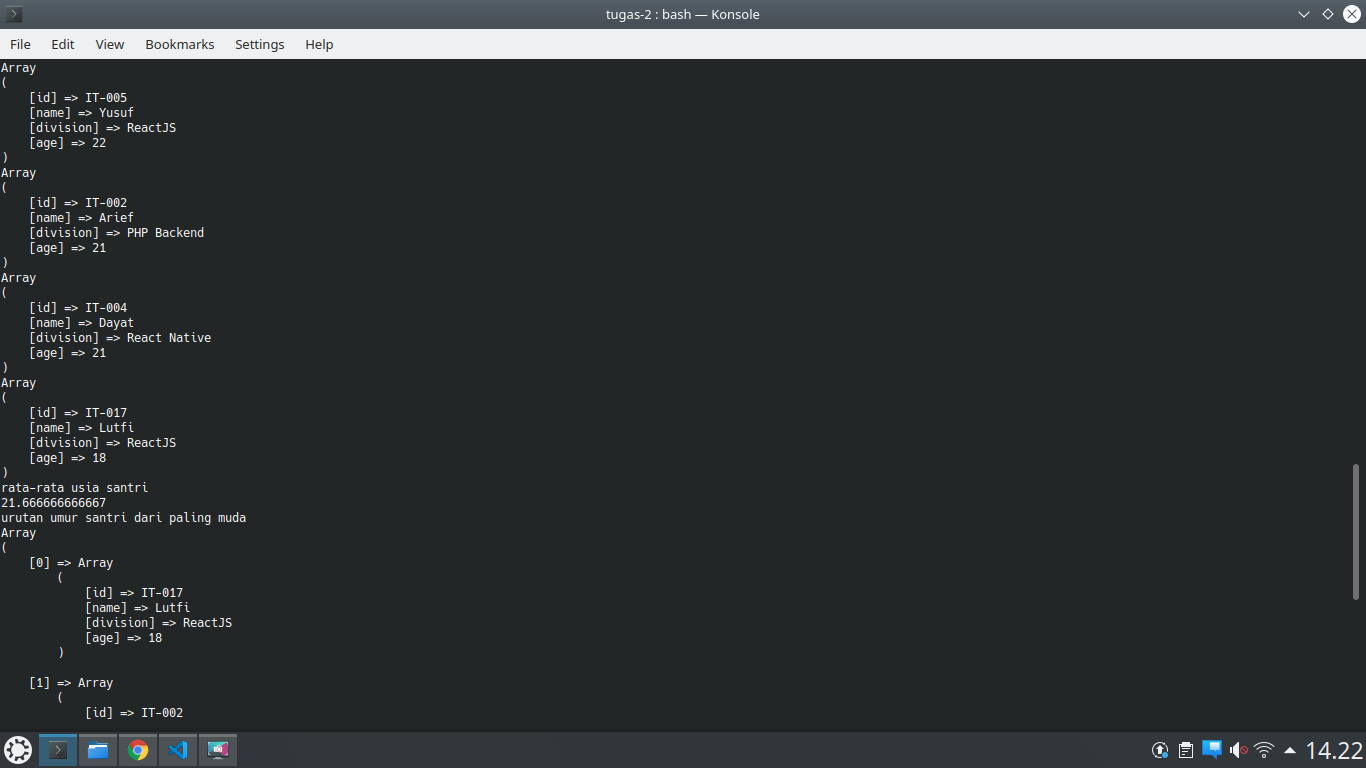 tugas-2 : bash — Konsole
File Edit View Bookmarks Settings Help
Array
(
    [id] => IT-005
    [name] => Yusuf
    [division] => ReactJS
    [age] => 22
)
Array
(
    [id] => IT-002
    [name] => Arief
    [division] => PHP Backend
    [age] => 21
)
Array
(
    [id] => IT-004
    [name] => Dayat
    [division] => React Native
    [age] => 21
)
Array
(
    [id] => IT-017
    [name] => Lutfi
    [division] => ReactJS
    [age] => 18
)
rata-rata usia santri
21.666666666667
urutan umur santri dari paling muda
Array
(
    [0] => Array
        (
            [id] => IT-017
            [name] => Lutfi
            [division] => ReactJS
            [age] => 18
        )
    [1] => Array
        (
            [id] => IT-002
14.22